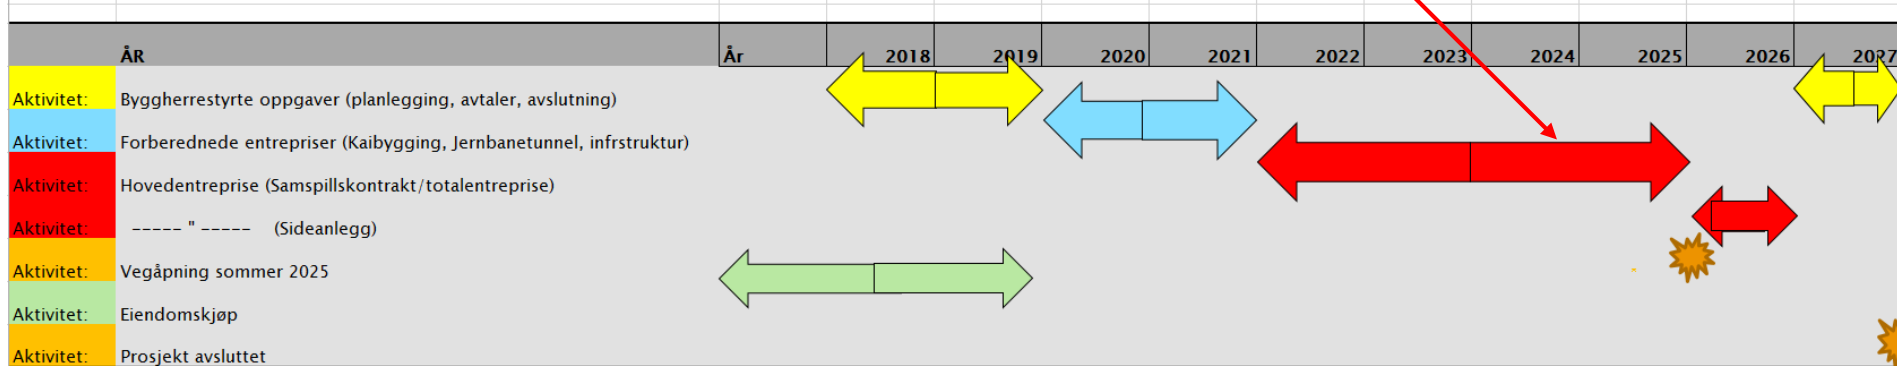 ÅR År 2018 2019 2020 2021 2022 2023 2024 2025 2026 2027
Aktivitet: Byggherrestyrte oppgaver (planlegging, avtaler, avslutning)
Aktivitet: Forberednede entrepriser (Kaibygging, Jernbanetunnel, infrstruktur)
Aktivitet: Hovedentreprise (Samspillskontrakt/totalentreprise)
Aktivitet: ----- " ----- (Sideanlegg)
Aktivitet: Vegåpning sommer 2025
Aktivitet: Eiendomskjøp
Aktivitet: Prosjekt avsluttet